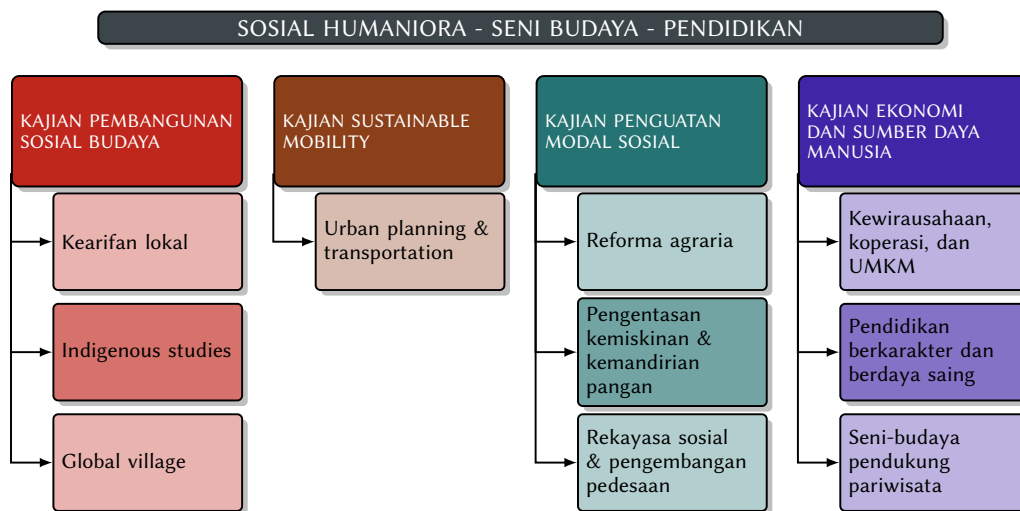 SOSIAL HUMANIORA - SENI BUDAYA - PENDIDIKAN
KAJIAN PEMBANGUNAN
SOSIAL BUDAYA
Kearifan lokal
Indigenous studies
Global village
KAJIAN SUSTAINABLE
MOBILITY
Urban planning &
transportation
KAJIAN PENGUATAN
MODAL SOSIAL
Reforma agraria
Pengentasan
kemiskinan &
kemandirian
pangan
Rekayasa sosial
& pengembangan
pedesaan
KAJIAN EKONOMI
DAN SUMBER DAYA
MANUSIA
Kewirausahaan,
koperasi, dan
UMKM
Pendidikan
berkarakter dan
berdaya saing
Seni-budaya
pendukung
pariwisata